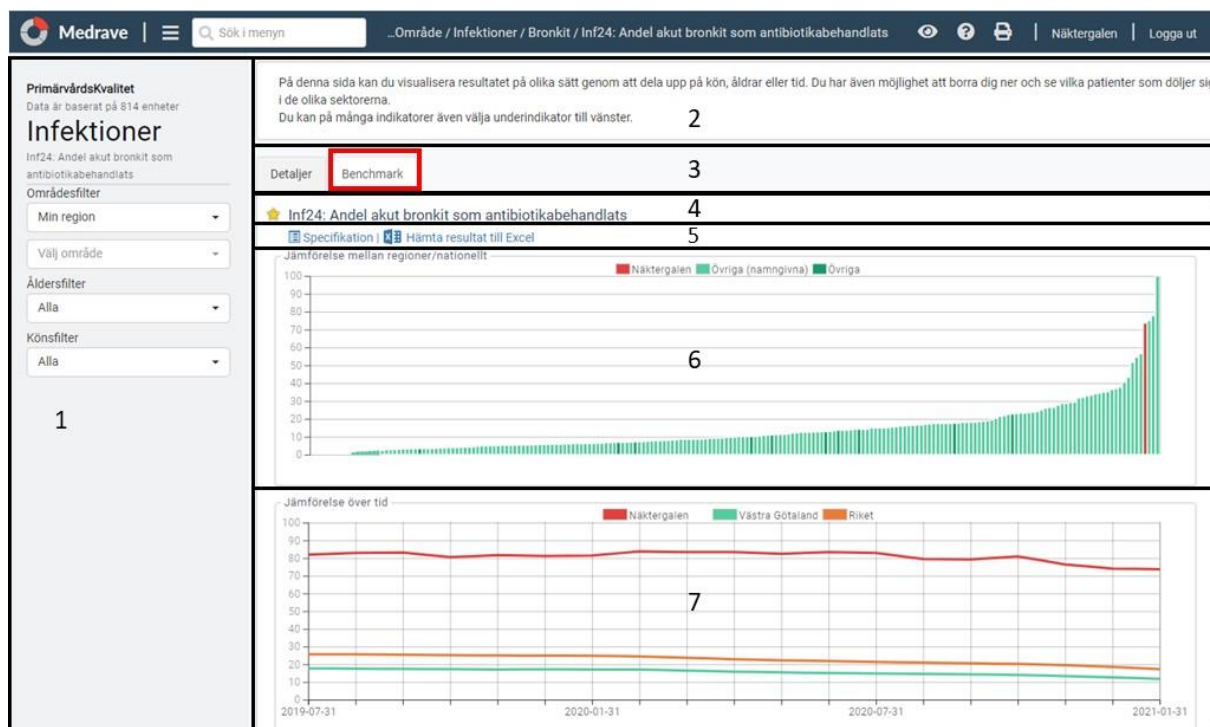 Medrave
Sök i menyn
...Område / Infektioner / Bronkit / Inf24: Andel akut bronkit som antibiotikabehandlats
Näktergalen
Logga ut
PrimärvårdsKvalitet
Data är baserat på 814 enheter
Infektioner
Inf24: Andel akut bronkit som
antibiotikabehandlats
Områdesfilter
Min region
Välj område
Åldersfilter
Alla
Könsfilter
Alla
1
På denna sida kan du visualisera resultatet på olika sätt genom att dela upp på kön, åldrar eller tid. Du har även möjlighet att borra dig ner och se vilka patienter som döljer sig
i de olika sektorerna.
Du kan på många indikatorer även välja underindikator till vänster.
2
Detaljer
Benchmark
3
Inf24: Andel akut bronkit som antibiotikabehandlats
4
Specifikation | Hämta resultat till Excel
5
Jämförelse mellan regioner/nationellt
Näktergalen Övriga (namngivna) Övriga
100
90
80
70
60
50
40
30
20
10
0
6
Jämförelse över tid
Näktergalen Västra Götaland Riket
100
90
80
70
60
50
40
30
20
10
0
7
2019-07-31 2020-01-31 2020-07-31 2021-01-31